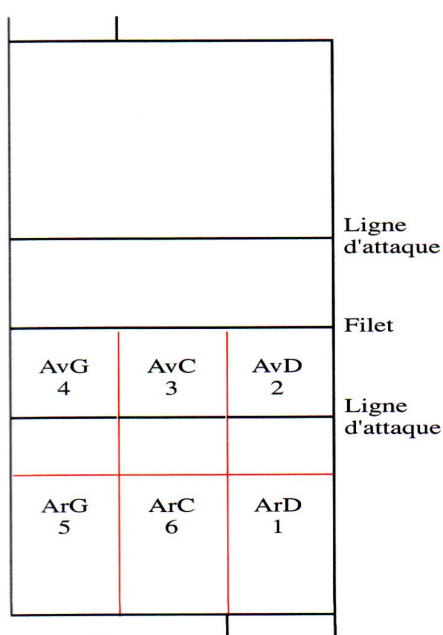 Ligne
d'attaque
Filet
AvG AvC AvD
4 3 2
Ligne
d'attaque
ArG ArC ArD
5 6 1